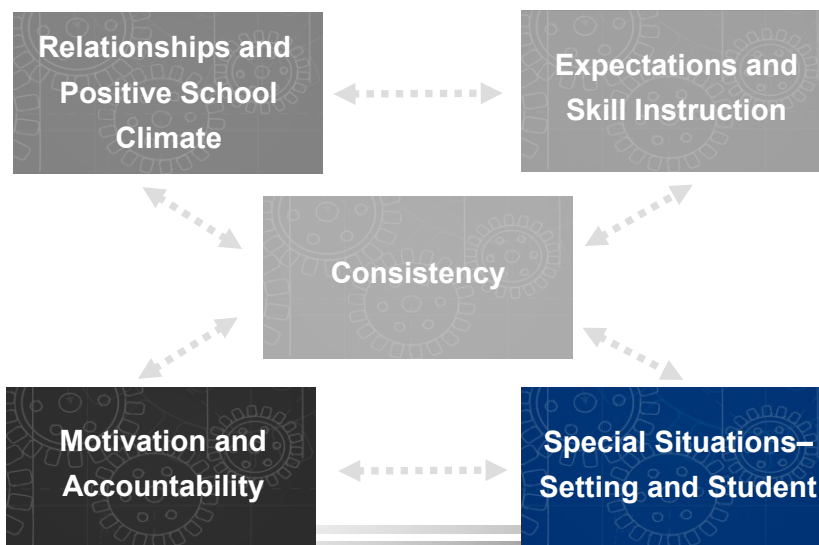 Relationships and
Positive School
Climate
Expectations and
Skill Instruction
Consistency
Motivation and
Accountability
Special Situations–
Setting and Student